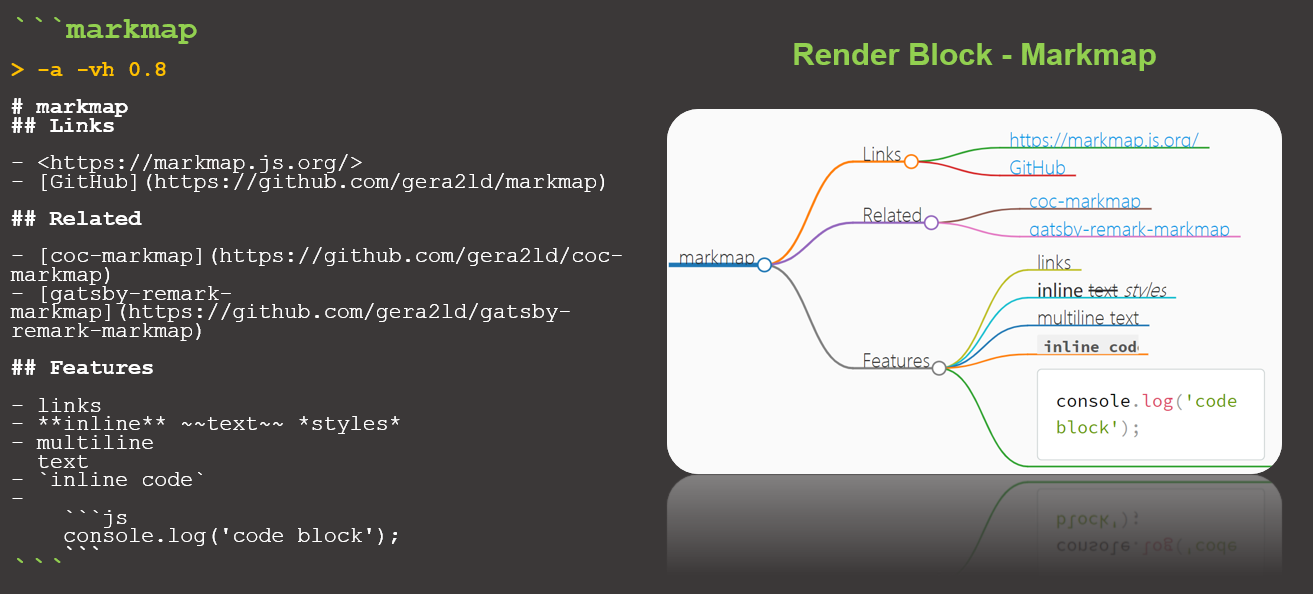 ```markmap
> -a -vh 0.8
# markmap
## Links
- <https://markmap.js.org/>
- [GitHub](https://github.com/gera2ld/markmap)
## Related
- [coc-markmap](https://github.com/gera2ld/coc-
markmap)
- [gatsby-remark-
markmap](https://github.com/gera2ld/gatsby-
remark-markmap)
## Features
- links
- **inline** ~~text~~ *styles*
- multiline
text
- `inline code`
-
```js
console.log('code block');
```
```
Render Block - Markmap
markmap
Links
https://markmap.js.org/
GitHub
Related
coc-markmap
gatsby-remark-markmap
Features
links
inline text styles
multiline text
inline code
console.log('code
block');
block');
console.log('code